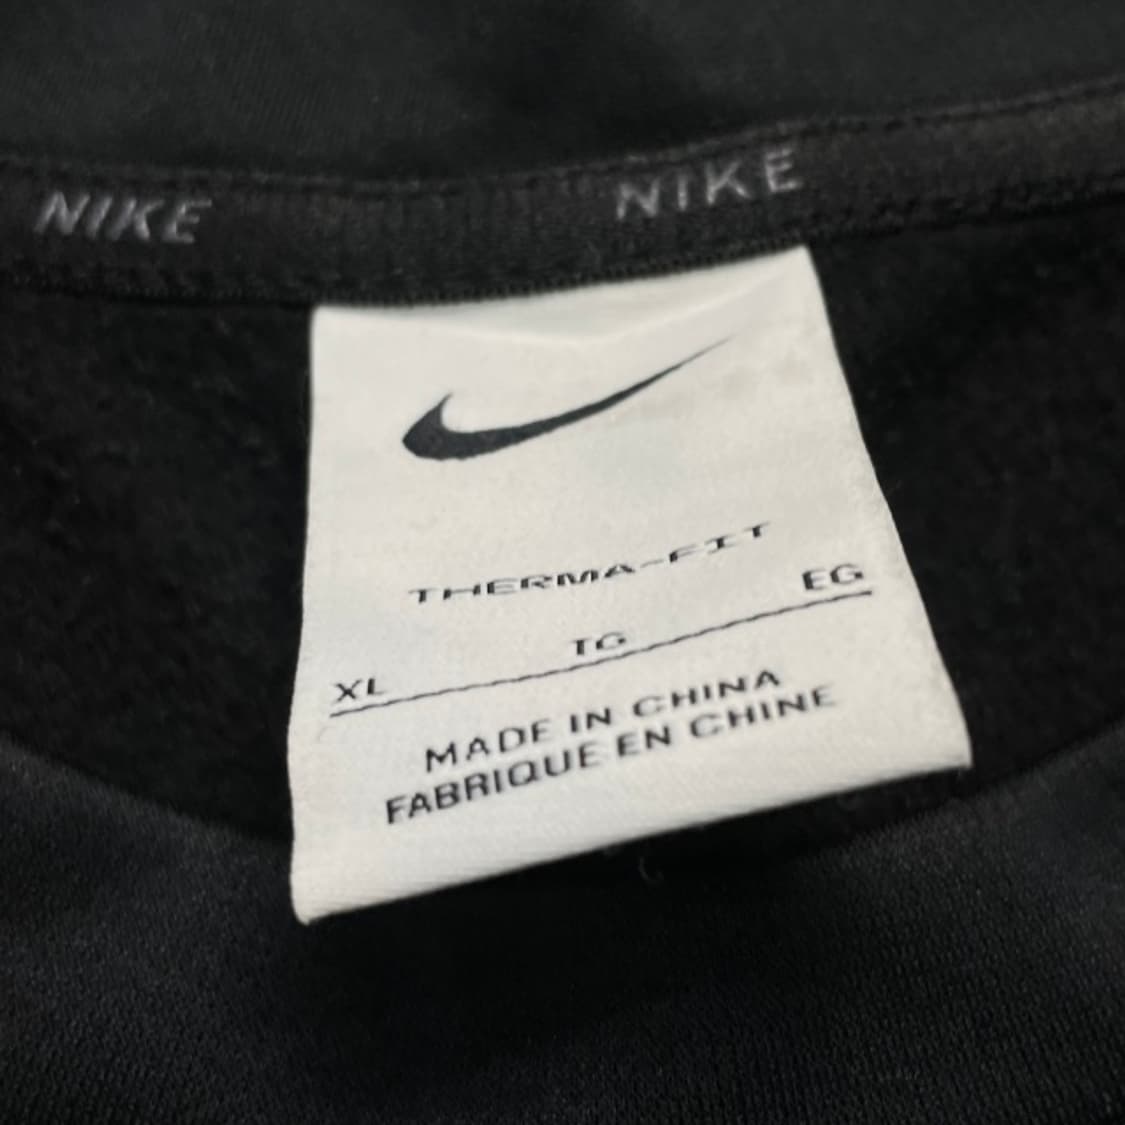 NIKE NIKE
THERMA-FIT
XL TG EG
MADE IN CHINA
FABRIQUE EN CHINE